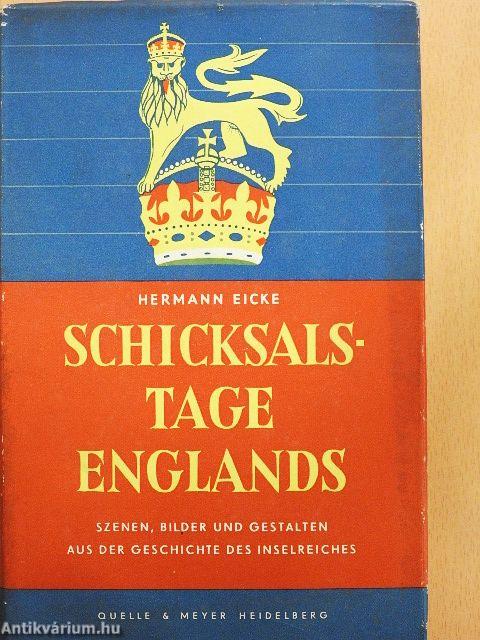 HERMANN EICKE
SCHICKSALS-
TAGE
ENGLANDS
SZENEN, BILDER UND GESTALTEN
AUS DER GESCHICHTE DES INSELREICHES
QUELLE & MEYER HEIDELBERG
Antikvárium.hu